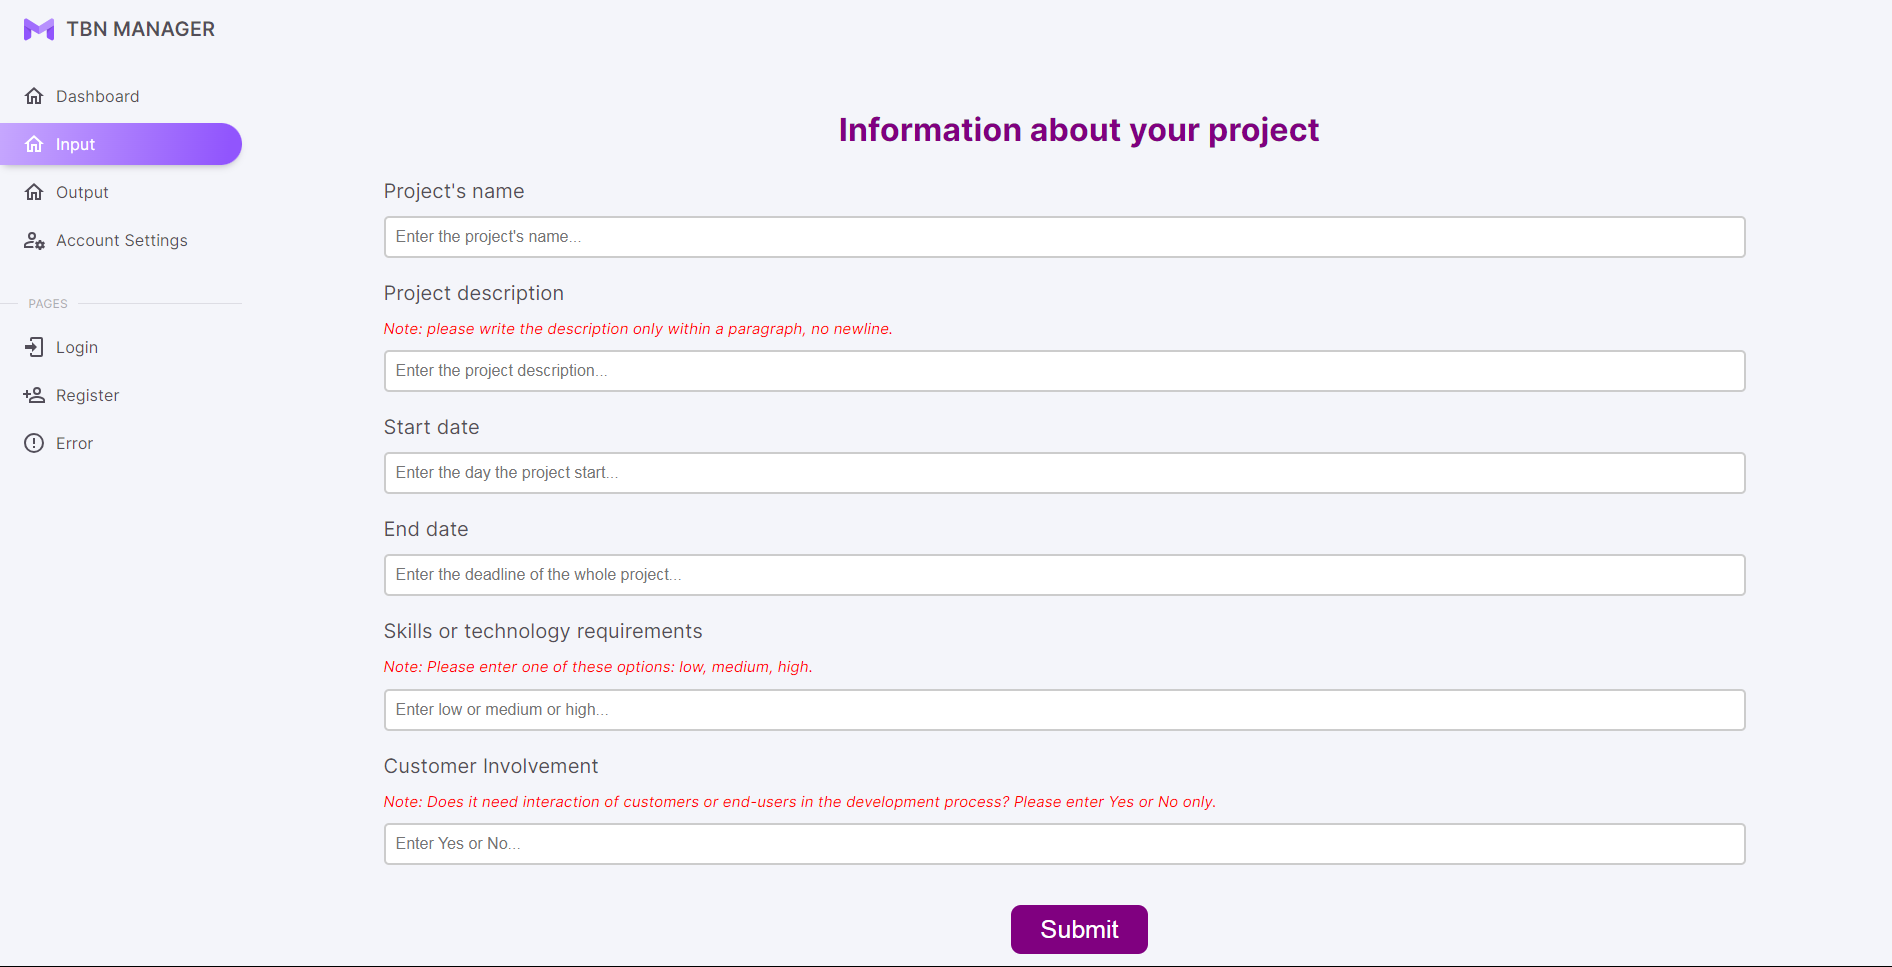 TBN MANAGER
Dashboard
Input
Output
Account Settings
PAGES
Login
Register
Error
Information about your project
Project's name
Enter the project's name...
Project description
Note: please write the description only within a paragraph, no newline.
Enter the project description...
Start date
Enter the day the project start...
End date
Enter the deadline of the whole project...
Skills or technology requirements
Note: Please enter one of these options: low, medium, high.
Enter low or medium or high...
Customer Involvement
Note: Does it need interaction of customers or end-users in the development process? Please enter Yes or No only.
Enter Yes or No...
Submit